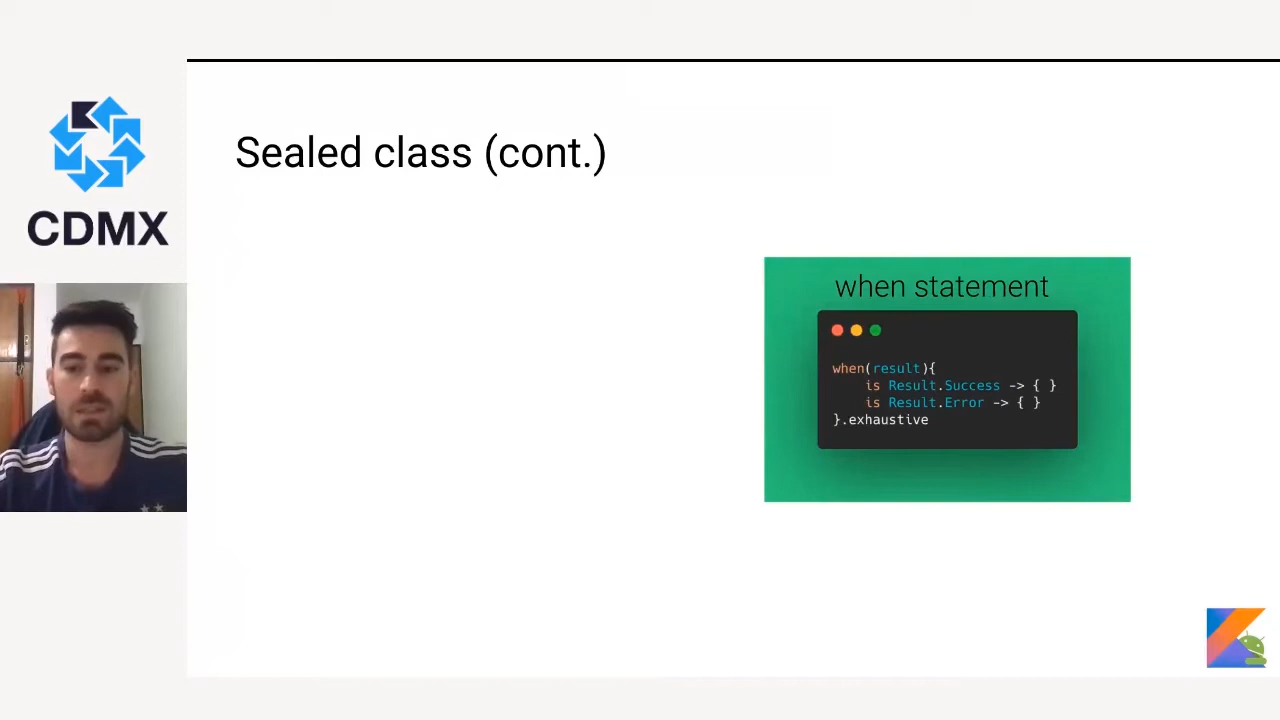 CDMX
Sealed class (cont.)
when statement
when(result){
    is Result.Success -> { }
    is Result.Error -> { }
}.exhaustive